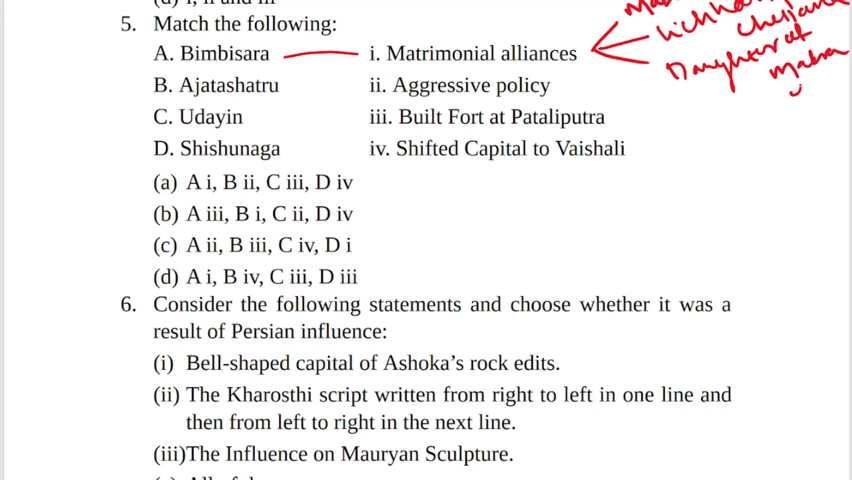 5. Match the following:
A. Bimbisara i. Matrimonial alliances
B. Ajatashatru ii. Aggressive policy
C. Udayin iii. Built Fort at Pataliputra
D. Shishunaga iv. Shifted Capital to Vaishali
(a) A i, B ii, C iii, D iv
(b) A iii, B i, C ii, D iv
(c) A ii, B iii, C iv, D i
(d) A i, B iv, C iii, D iii
6. Consider the following statements and choose whether it was a
result of Persian influence:
(i) Bell-shaped capital of Ashoka’s rock edits.
(ii) The Kharosthi script written from right to left in one line and
then from left to right in the next line.
(iii)The Influence on Mauryan Sculpture.
Daughter of